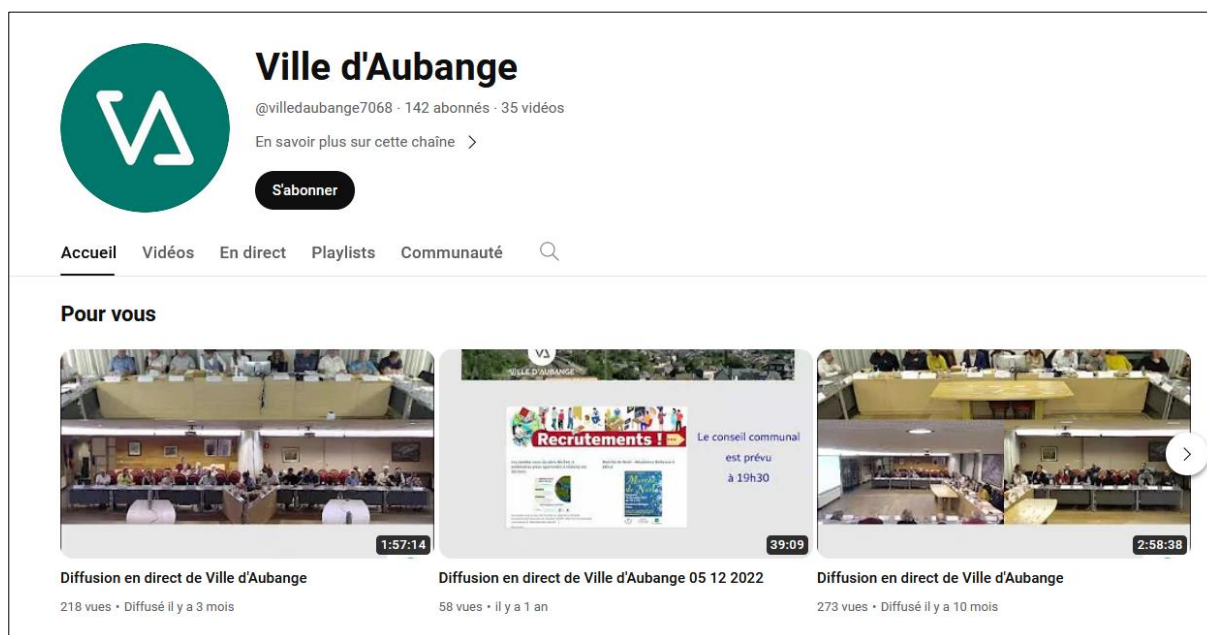 Ville d'Aubange
@villedaubange7068 · 142 abonnés · 35 vidéos
En savoir plus sur cette chaîne
S'abonner
Accueil Vidéos En direct Playlists Communauté
Pour vous
1:57:14
VILLE D'AUBANGE
Recrutements !
Le conseil communal
est prévu
à 19h30
Marché
de Noël
39:09
2:58:38
Diffusion en direct de Ville d'Aubange
218 vues • Diffusé il y a 3 mois
Diffusion en direct de Ville d'Aubange 05 12 2022
58 vues • il y a 1 an
Diffusion en direct de Ville d'Aubange
273 vues • Diffusé il y a 10 mois